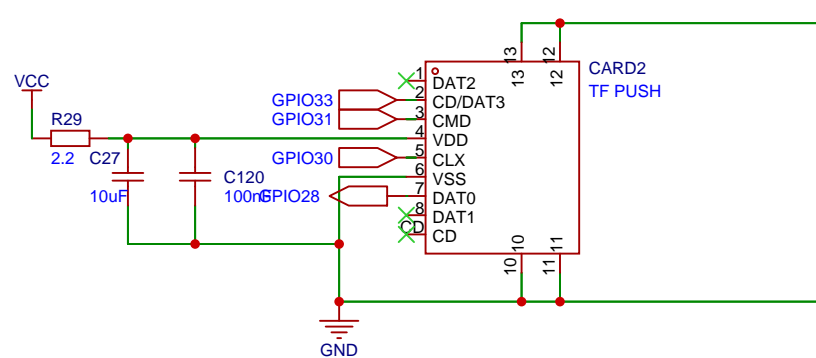 VCC
R29
2.2
C27
10uF
C120
100nF
GPIO33
GPIO31
GPIO30
GPIO28
1
2
3
4
5
6
7
8
CD
DAT2
CD/DAT3
CMD
VDD
CLX
VSS
DAT0
DAT1
CD
13
12
13
12
CARD2
TF PUSH
10
11
10
11
GND